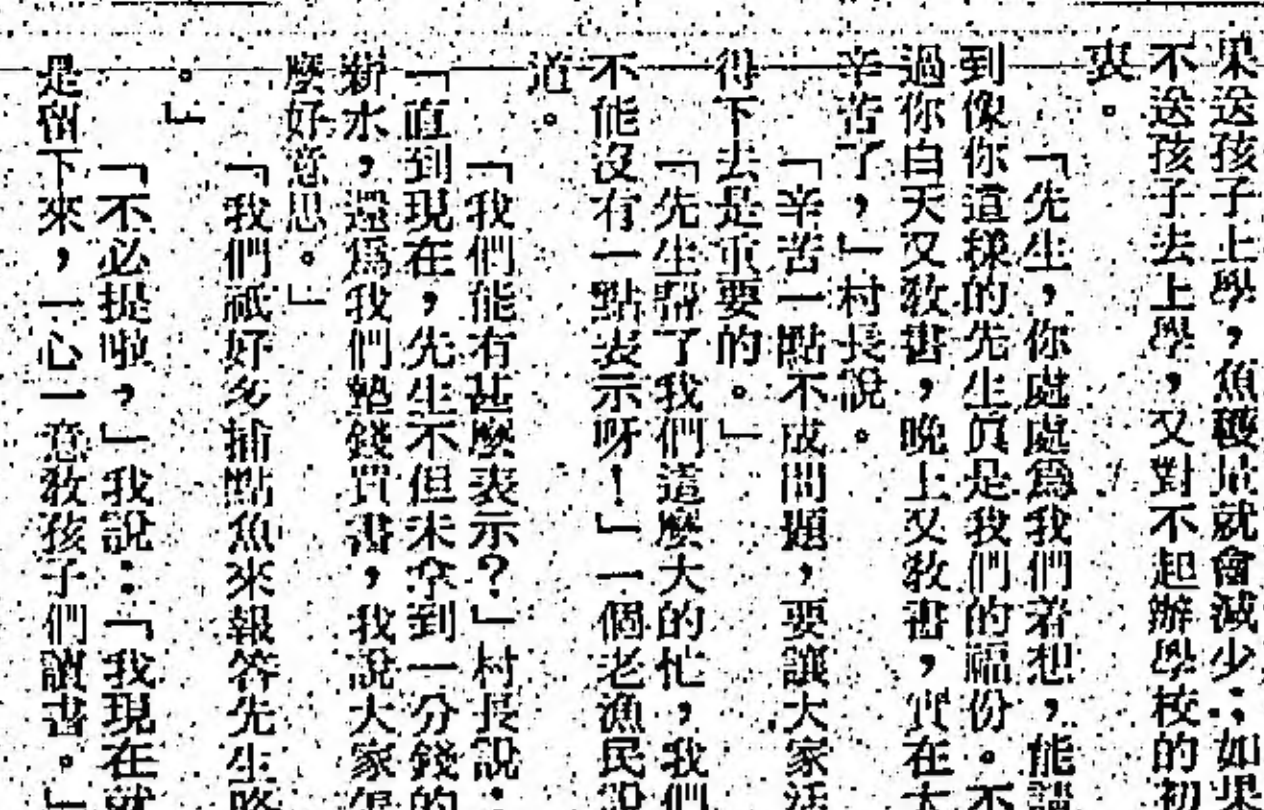 果送孩子上學，魚穫量就會減少；如果
不送孩子去上學，又對不起辦學校的初
衷。
「先生，你處處爲我們着想，能請
到像你這樣的先生眞是我們的福份。不
過你白天又敎書，晚上又敎書，實在太
辛苦了，」村長說。
「辛苦一點不成問題，要讓大家活
得下去是重要的。」
「先生幫了我們這麼大的忙，我們
不能沒有一點表示呀！」一個老漁民說
道。
「我們能有甚麼表示？」村長說：
「直到現在，先生不但未拿到一分錢的
薪水，還爲我們墊錢買書，我說大家怎
麼好意思。」
「我們祇好多捕點魚來報答先生咯
。」
「不必提啦，」我說：「我現在就
是留下來，一心一意敎孩子們讀書。」